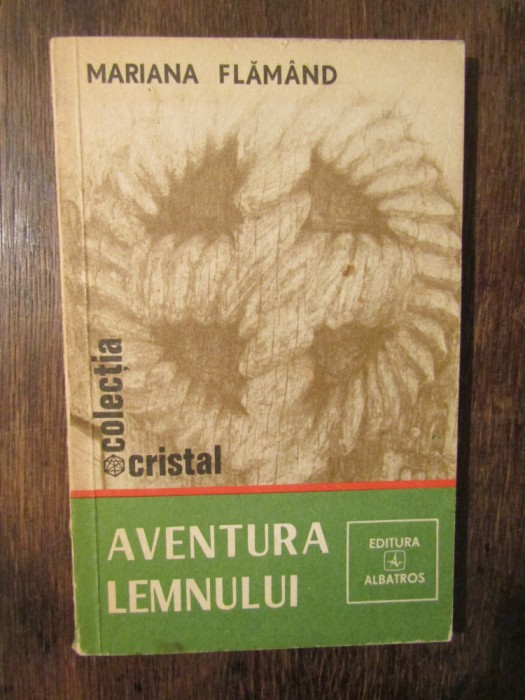 MARIANA FLĂMÂND
colecția
cristal
AVENTURA
LEMNULUI
EDITURA
ALBATROS